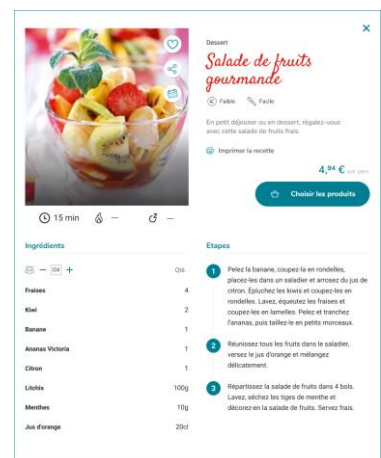 Dessert
Salade de fruits
gourmande
€ Faible Facile
En petit déjeuner ou en dessert, régalez-vous
avec cette salade de fruits frais.
Imprimer la recette
4,94 € par pers
Choisir les produits
15 min — —
Ingrédients
— 04 + Qté.
Fraises 4
Kiwi 2
Banane 1
Ananas Victoria 1
Citron 1
Litchis 100g
Menthes 10g
Jus d'orange 20cl
Etapes
1 Pelez la banane, coupez-la en rondelles,
placez-les dans un saladier et arrosez du jus de
citron. Épluchez les kiwis et coupez-les en
rondelles. Lavez, équeutez les fraises et
coupez-les en lamelles. Pelez et tranchez
l'ananas, puis taillez-le en petits morceaux.
2 Réunissez tous les fruits dans le saladier,
versez le jus d'orange et mélangez
délicatement.
3 Répartissez la salade de fruits dans 4 bols.
Lavez, séchez les tiges de menthe et
décorez-en la salade de fruits. Servez frais.